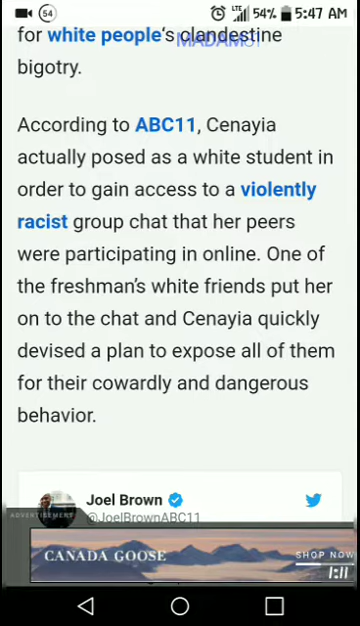 54 LTE 54% 5:47 AM
for white people's clandestine
bigotry.
According to ABC11, Cenayia
actually posed as a white student in
order to gain access to a violently
racist group chat that her peers
were participating in online. One of
the freshman's white friends put her
on to the chat and Cenayia quickly
devised a plan to expose all of them
for their cowardly and dangerous
behavior.
Joel Brown
ADVERTISEMENT @JoelBrownABC11
CANADA GOOSE SHOP NOW